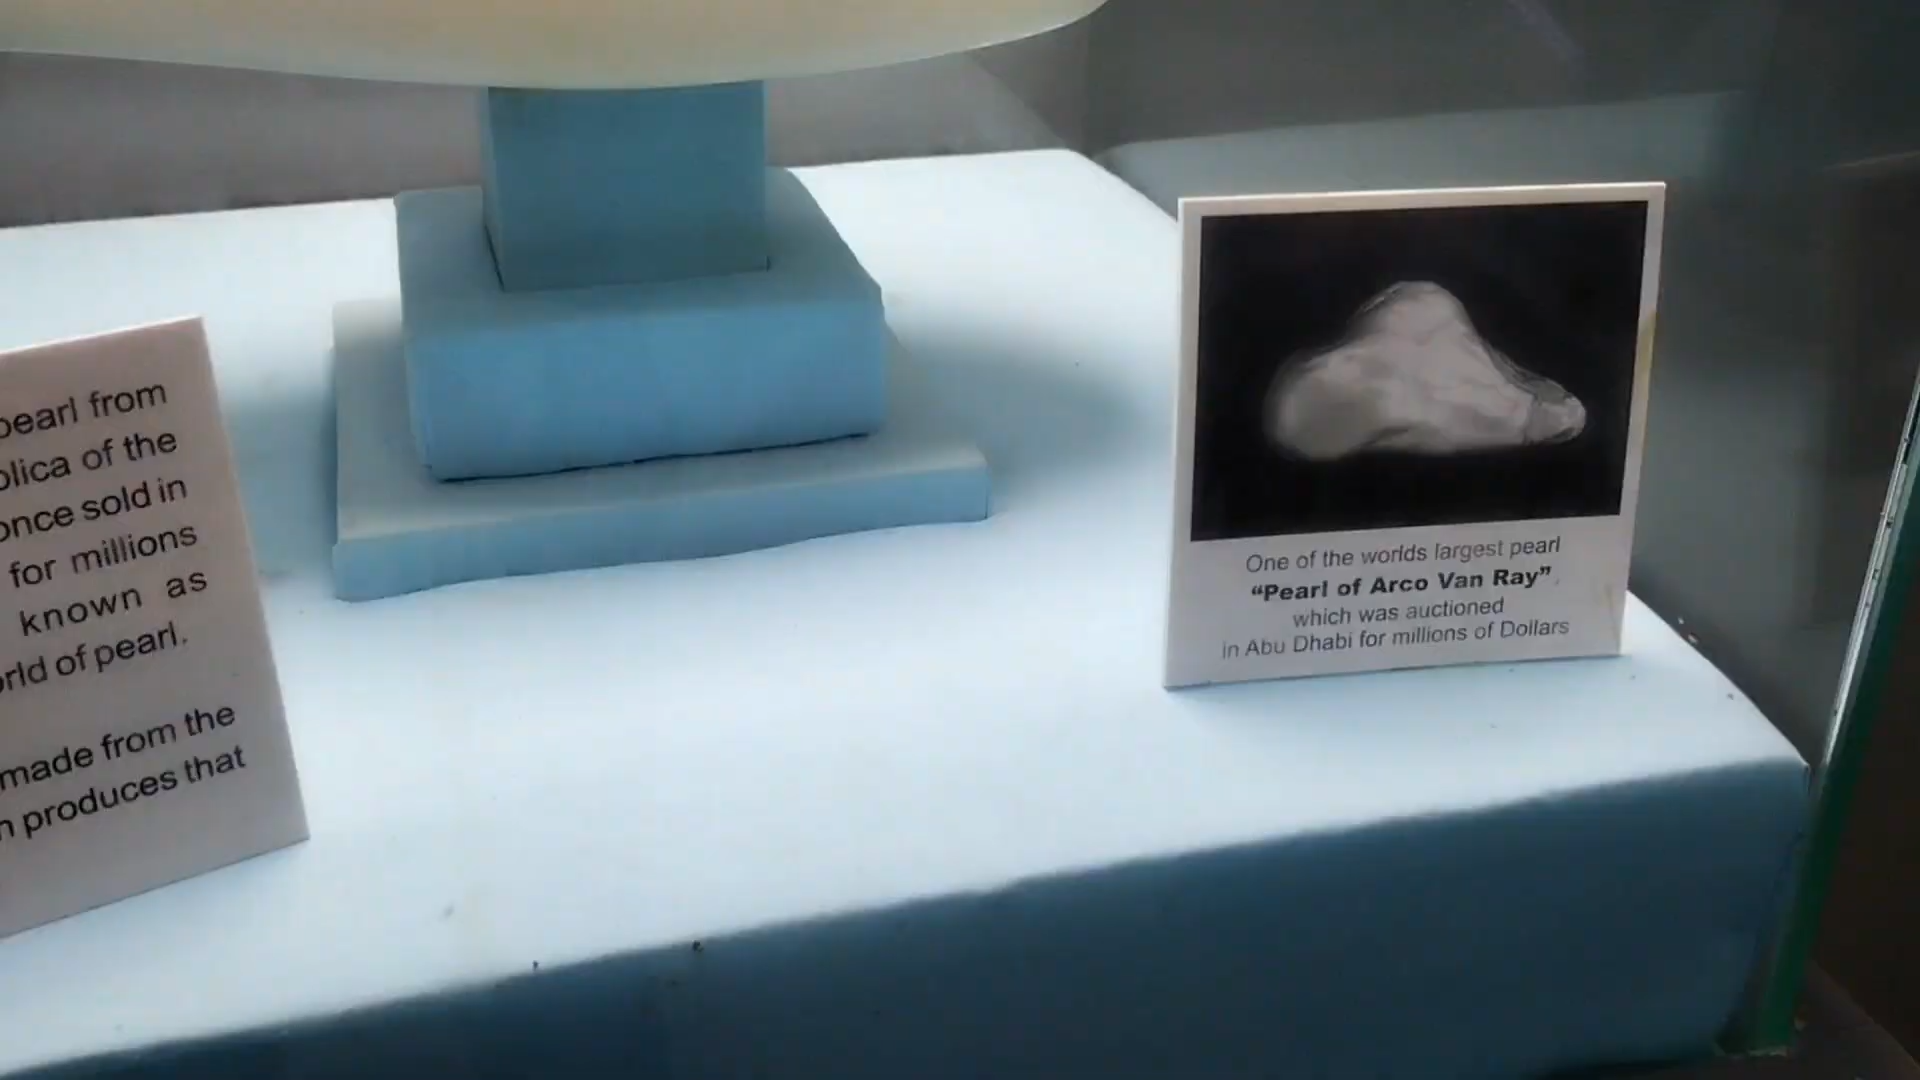 pearl from
of the
once sold in
for millions
known as
of pearl.
made from the
produces that
One of the worlds largest pearl
“Pearl of Arco Van Ray”
which was auctioned
in Abu Dhabi for millions of Dollars